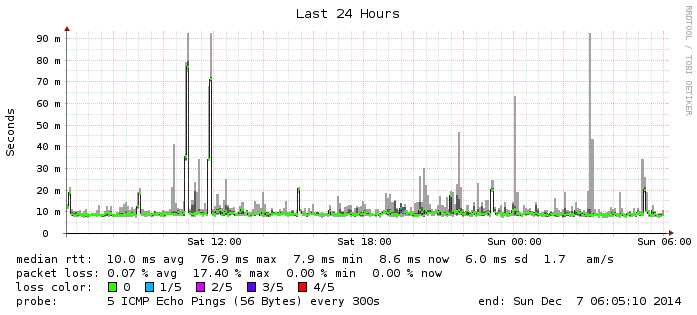 Last 24 Hours
RRDTOOL / TOBI OETIKER
Seconds
90 m
80 m
70 m
60 m
50 m
40 m
30 m
20 m
10 m
0
Sat 12:00 Sat 18:00 Sun 00:00 Sun 06:00
median rtt: 10.0 ms avg 76.9 ms max 7.9 ms min 8.6 ms now 6.0 ms sd 1.7 am/s
packet loss: 0.07 % avg 17.40 % max 0.00 % min 0.00 % now
loss color: 0 1/5 2/5 3/5 4/5
probe: 5 ICMP Echo Pings (56 Bytes) every 300s end: Sun Dec 7 06:05:10 2014